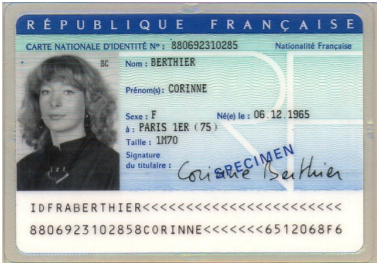 RÉPUBLIQUE FRANÇAISE
CARTE NATIONALE D'IDENTITÉ Nº : 880692310285 Nationalité Française
BC
Nom : BERTHIER
Prénom(s): CORINNE
Sexe : F Né(e) le : 06.12.1965
à : PARIS 1ER (75)
Taille : 1M70
Signature
du titulaire :
Corinne Berthier
SPECIMEN
IDFRABERTHIER<<<<<<<<<<<<<<<<<<<<<<<
8806923102858CORINNE<<<<<<<6512068F6